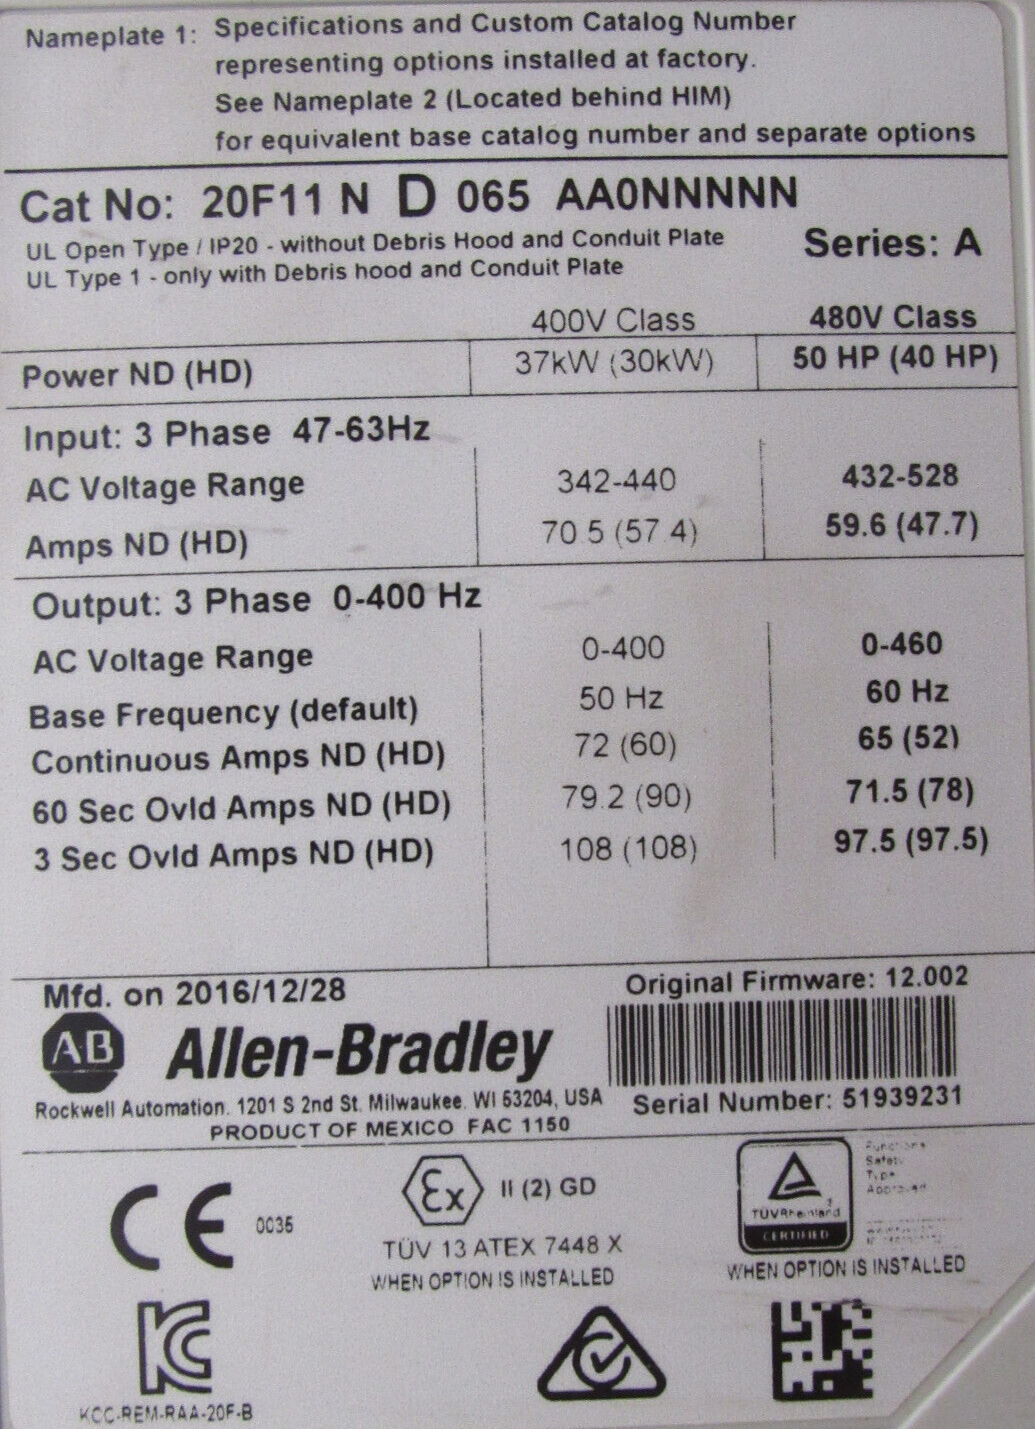 Nameplate 1: Specifications and Custom Catalog Number
representing options installed at factory.
See Nameplate 2 (Located behind HIM)
for equivalent base catalog number and separate options
Cat No: 20F11 N D 065 AA0NNNNN
UL Open Type / IP20 - without Debris Hood and Conduit Plate
UL Type 1 - only with Debris hood and Conduit Plate
Series: A
400V Class 480V Class
Power ND (HD) 37kW (30kW) 50 HP (40 HP)
Input: 3 Phase 47-63Hz
AC Voltage Range 342-440 432-528
Amps ND (HD) 70.5 (57.4) 59.6 (47.7)
Output: 3 Phase 0-400 Hz
AC Voltage Range 0-400 0-460
Base Frequency (default) 50 Hz 60 Hz
Continuous Amps ND (HD) 72 (60) 65 (52)
60 Sec Ovld Amps ND (HD) 79.2 (90) 71.5 (78)
3 Sec Ovld Amps ND (HD) 108 (108) 97.5 (97.5)
Mfd. on 2016/12/28
Original Firmware: 12.002
AB Allen-Bradley
Rockwell Automation. 1201 S 2nd St. Milwaukee. WI 53204, USA
Serial Number: 51939231
PRODUCT OF MEXICO FAC 1150
CE 0035
Ex II (2) GD
TÜV 13 ATEX 7448 X
WHEN OPTION IS INSTALLED
TÜVRheinland
CERTIFIED
Functional
Safety
Type
Approved
WHEN OPTION IS INSTALLED
KC
KCC-REM-RAA-20F-B